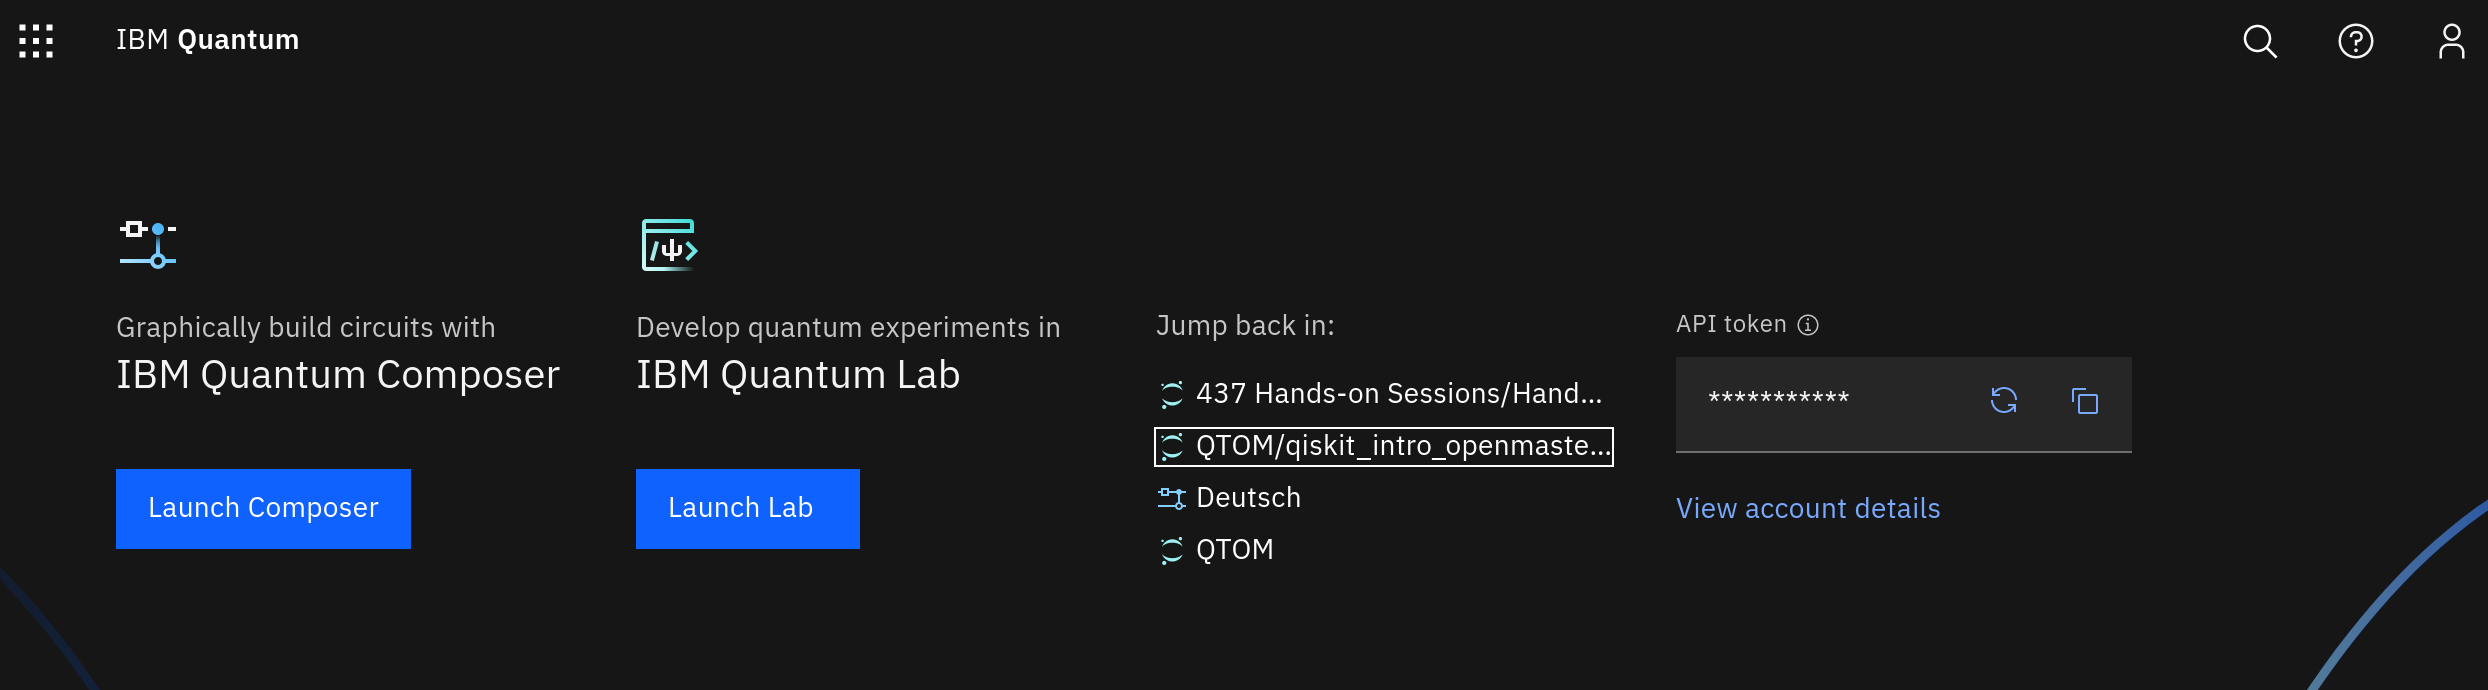 IBM Quantum
Graphically build circuits with
IBM Quantum Composer
Launch Composer
Develop quantum experiments in
IBM Quantum Lab
Launch Lab
Jump back in:
437 Hands-on Sessions/Hand...
QTOM/qiskit_intro_openmaste...
Deutsch
QTOM
API token
***********
View account details